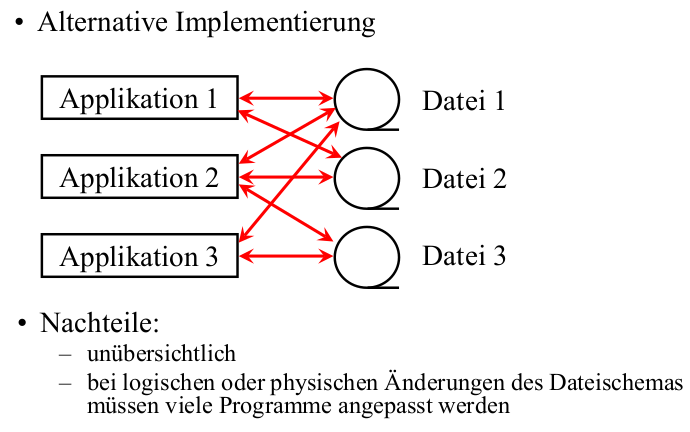 • Alternative Implementierung
Applikation 1
Datei 1
Applikation 2
Datei 2
Applikation 3
Datei 3
• Nachteile:
– unübersichtlich
– bei logischen oder physischen Änderungen des Dateischemas
müssen viele Programme angepasst werden